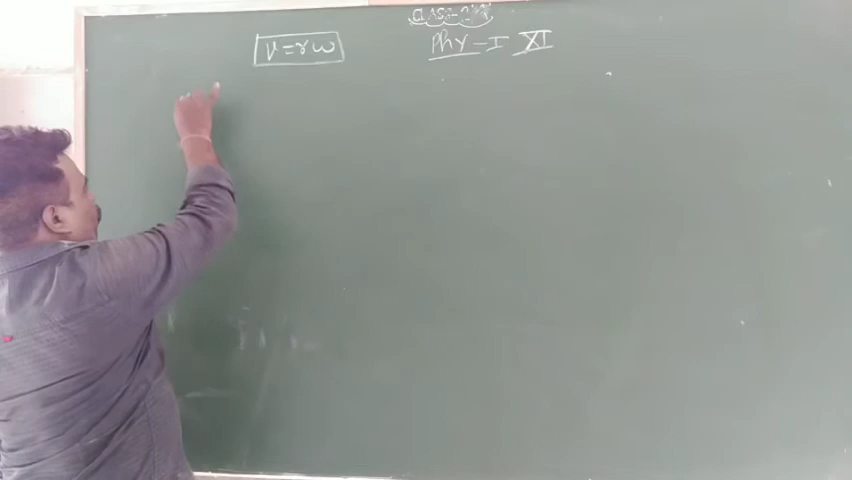 Phy - I XI
v = rω